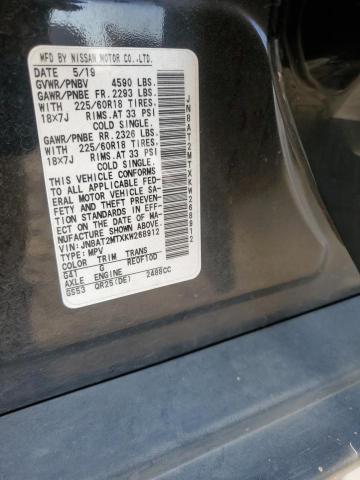 MFD BY NISSAN MOTOR CO.,LTD.
DATE 5/19
GVWR/PNBV 4590 LBS.
GAWR/PNBE FR. 2293 LBS.
WITH 225/60R18 TIRES.
18X7J RIMS.AT 33 PSI
COLD SINGLE.
GAWR/PNBE RR. 2326 LBS.
WITH 225/60R18 TIRES.
18X7J RIMS.AT 33 PSI
COLD SINGLE.
THIS VEHICLE CONFORMS
TO ALL APPLICABLE FED-
ERAL MOTOR VEHICLE SA-
FETY AND THEFT PREVEN-
TION STANDARDS IN EFF-
ECT ON THE DATE OF MA-
NUFACTURE SHOWN ABOVE.
VIN:JN8AT2MTXKW268912
TYPE:MPV
COLOR TRIM TRANS
G41 G RE0F10D
AXLE ENGINE
GS53 QR25(DE) 2488CC
JN8AT2MTXKW268912